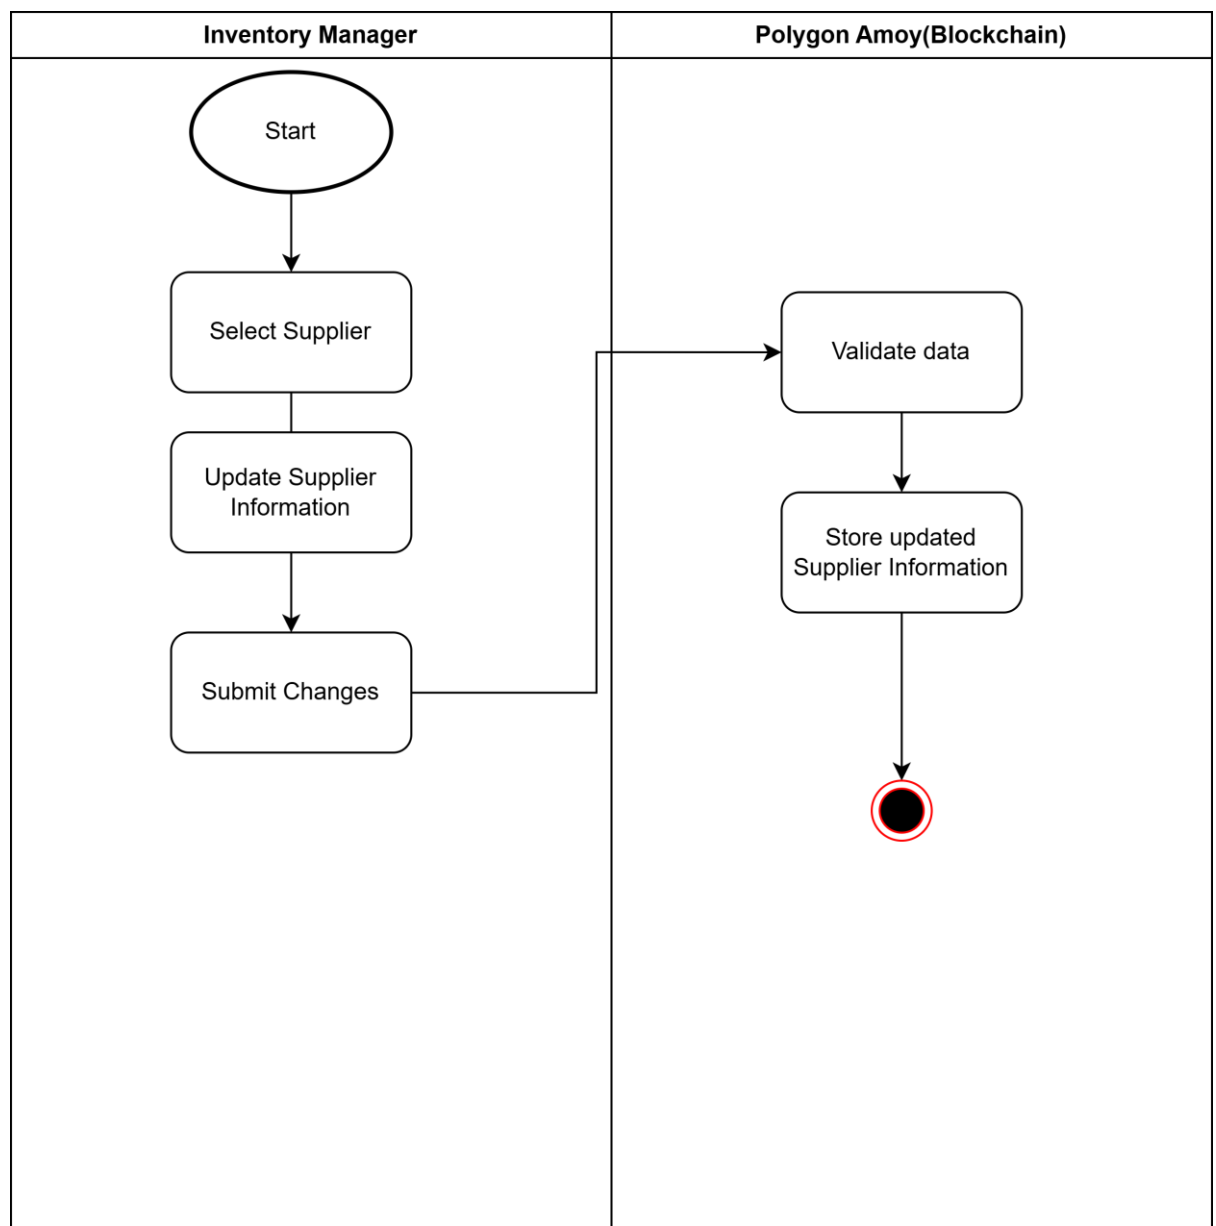 Inventory Manager
Polygon Amoy(Blockchain)
Start
Select Supplier
Update Supplier
Information
Submit Changes
Validate data
Store updated
Supplier Information